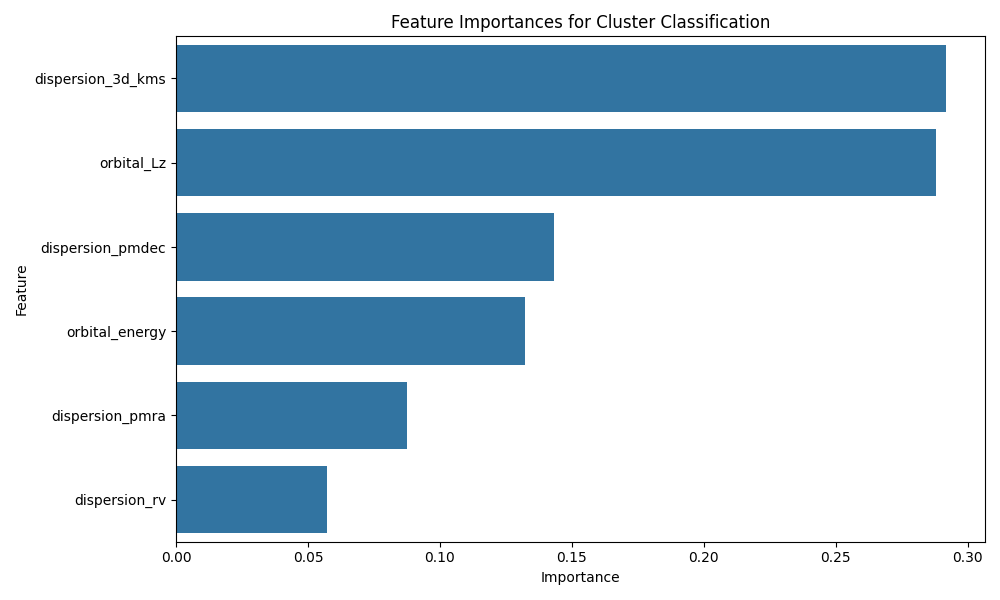 Feature Importances for Cluster Classification
Feature
dispersion_3d_kms
orbital_Lz
dispersion_pmdec
orbital_energy
dispersion_pmra
dispersion_rv
0.00 0.05 0.10 0.15 0.20 0.25 0.30
Importance